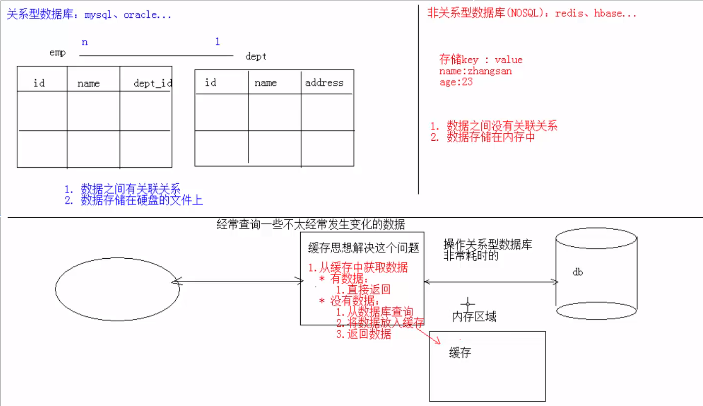 关系型数据库：mysql、oracle...
n 1
emp dept
id name dept_id
id name address
1. 数据之间有关联关系
2. 数据存储在硬盘的文件上
非关系型数据库(NOSQL)：redis、hbase...
存储key : value
name:zhangsan
age:23
1. 数据之间没有关联关系
2. 数据存储在内存中
经常查询一些不太经常发生变化的数据
缓存思想解决这个问题
1.从缓存中获取数据
* 有数据：
1.直接返回
* 没有数据：
1.从数据库查询
2.将数据放入缓存
3.返回数据
操作关系型数据库
非常耗时的
db
内存区域
缓存